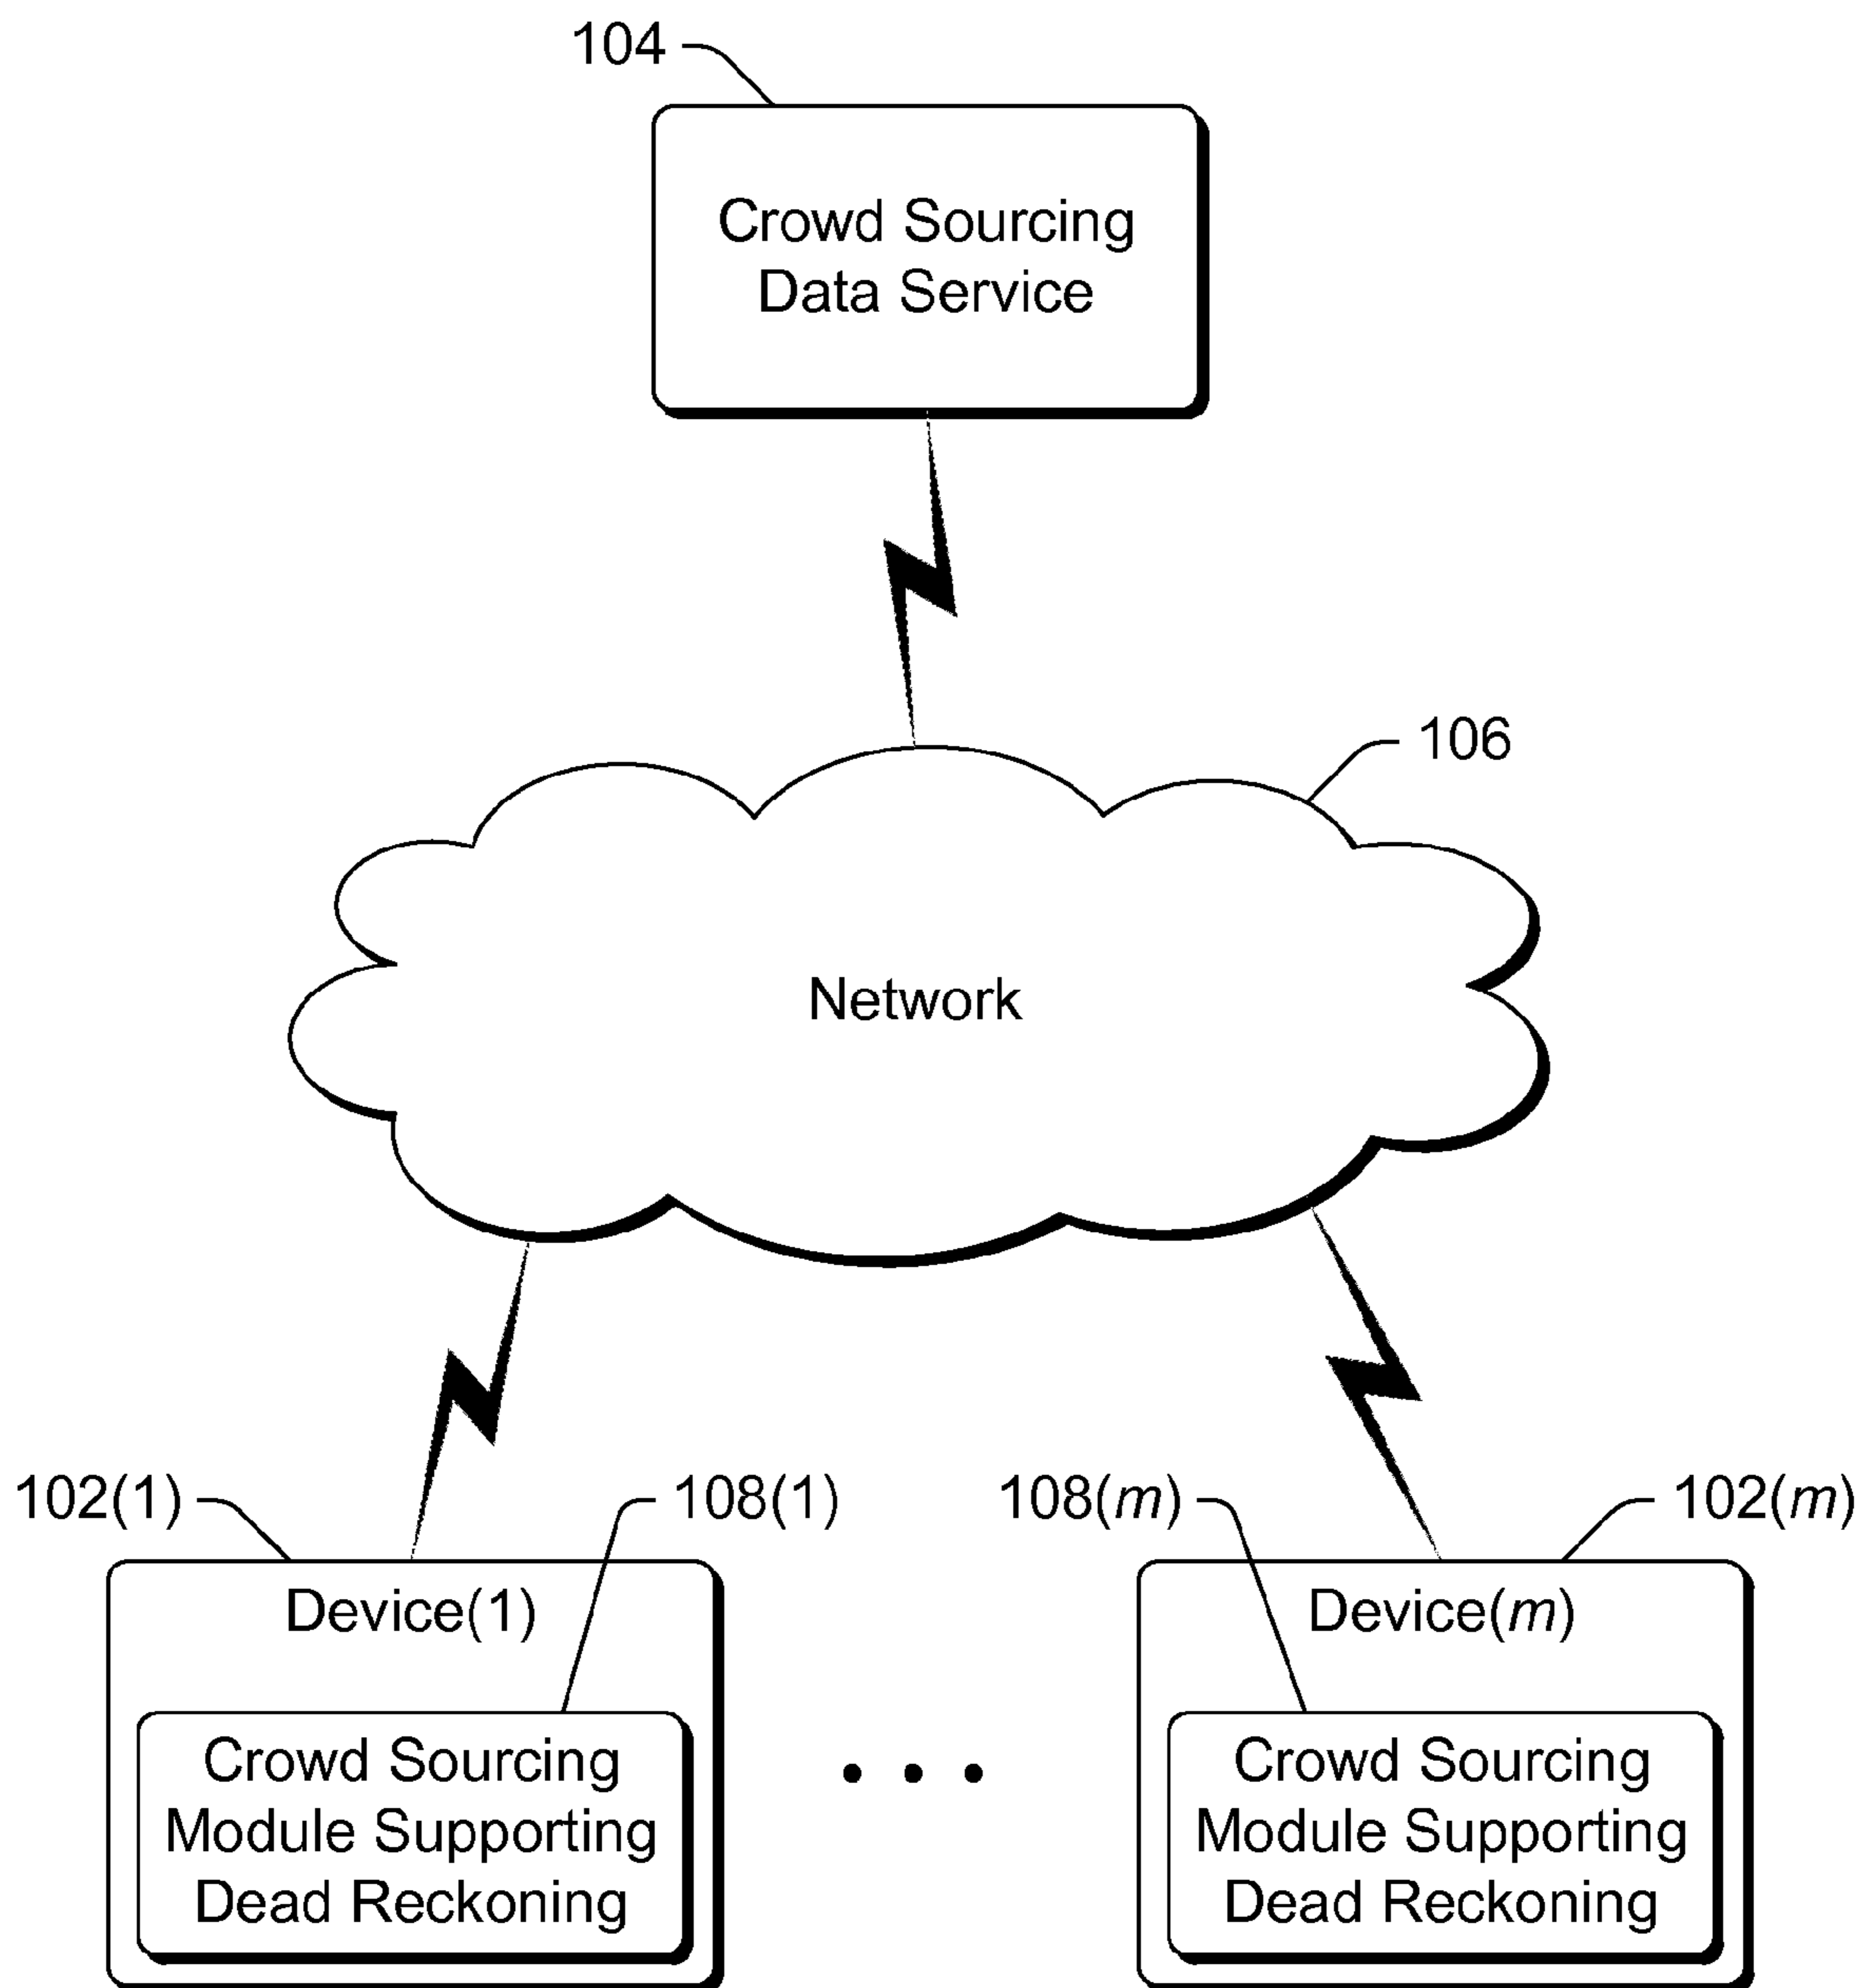 104
Crowd Sourcing
Data Service
106
Network
102(1)
108(1)
108(m)
102(m)
Device(1)
Crowd Sourcing
Module Supporting
Dead Reckoning
Device(m)
Crowd Sourcing
Module Supporting
Dead Reckoning